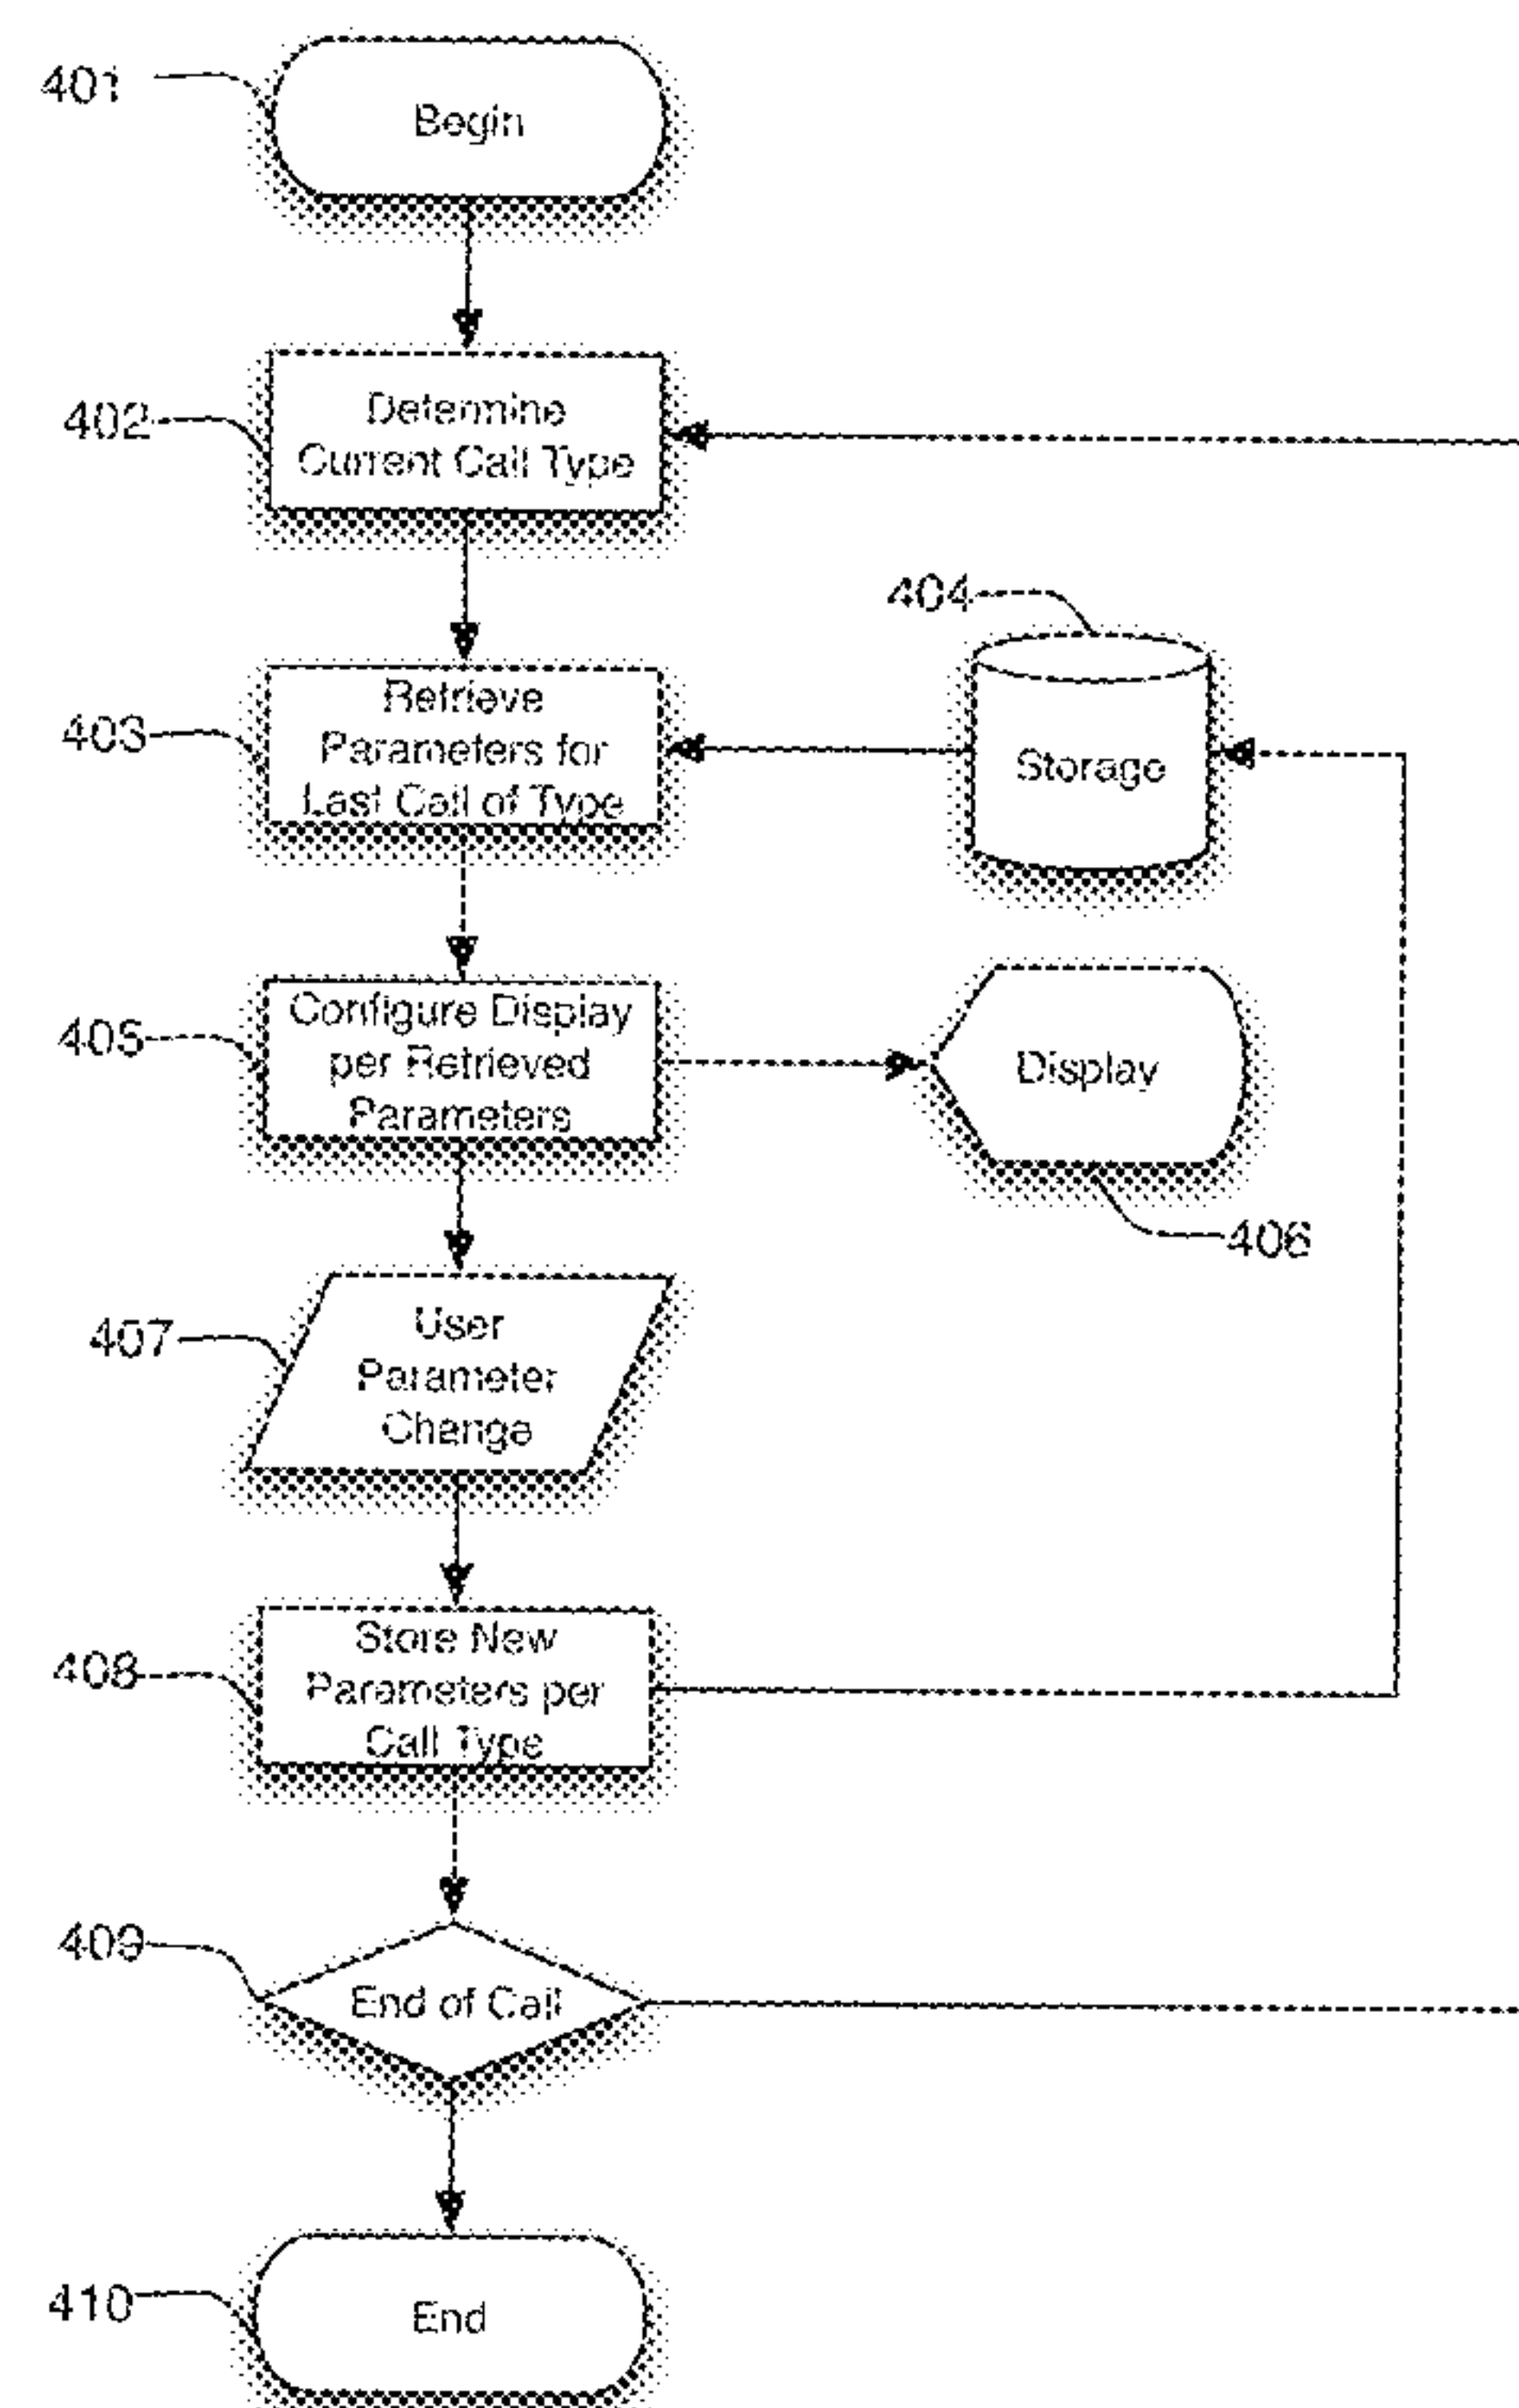 401
Begin
402
Determine
Current Call Type
404
403
Retrieve
Parameters for
Last Call of Type
Storage
405
Configure Display
per Retrieved
Parameters
Display
406
407
User
Parameter
Change
408
Store New
Parameters per
Call Type
409
End of Call
410
End